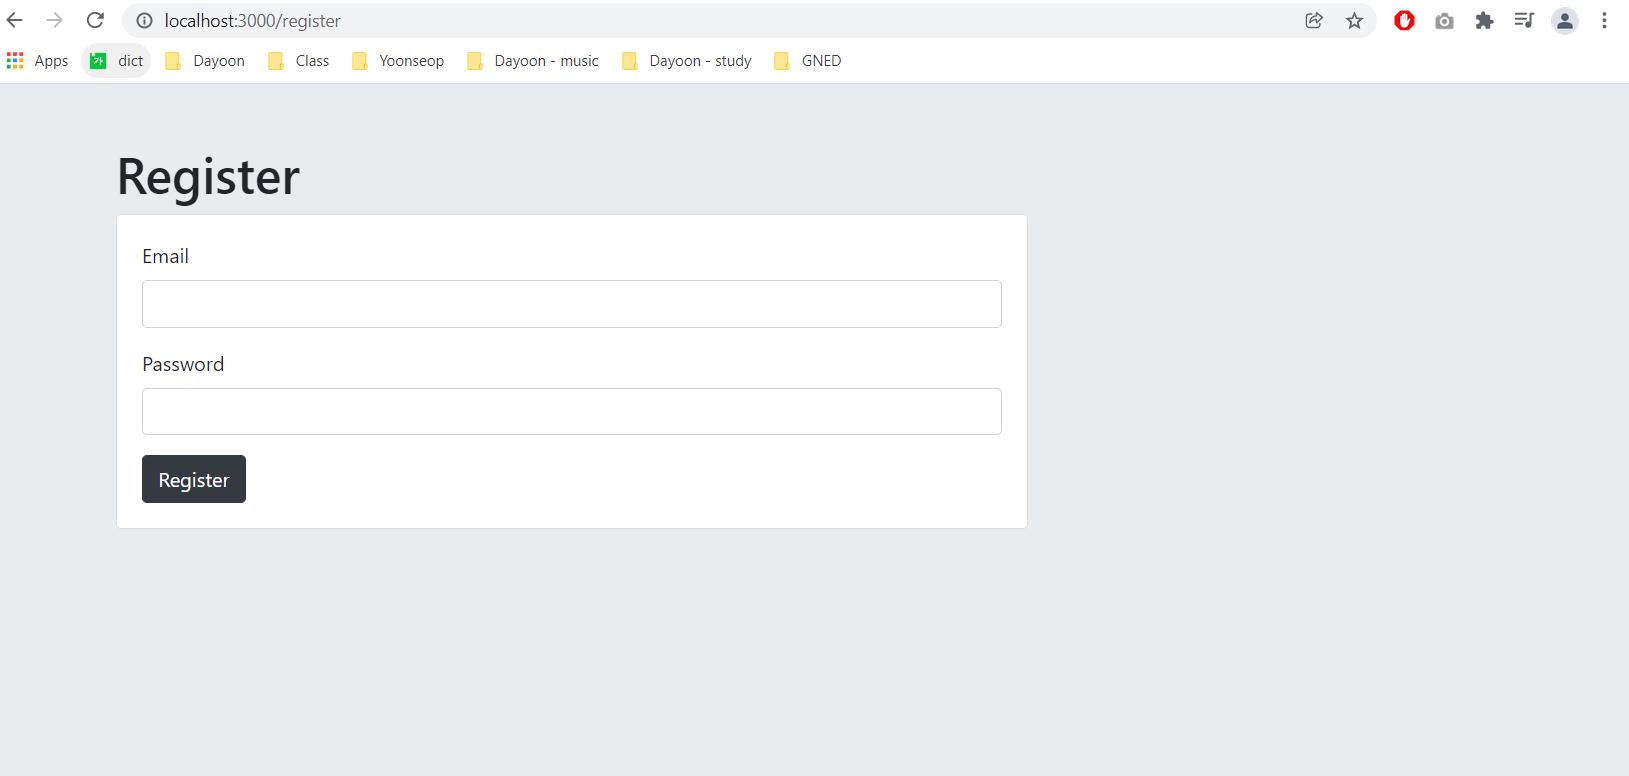 localhost:3000/register
Apps 가 dict Dayoon Class Yoonseop Dayoon - music Dayoon - study GNED
Register
Email
Password
Register